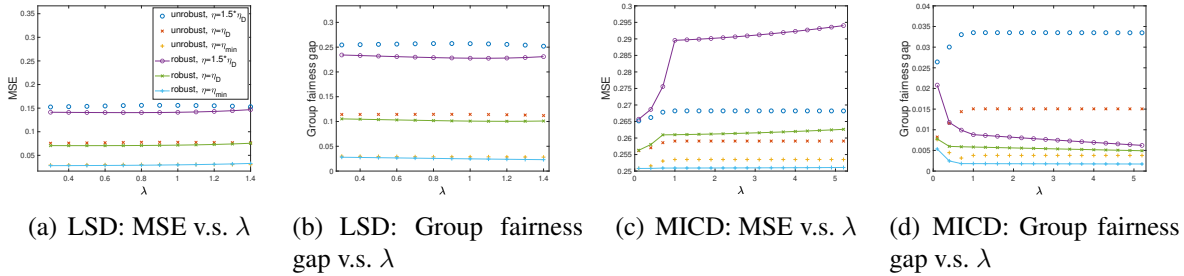 0.35
0.3
0.25
0.2
0.15
0.1
0.05
MSE
0.4 0.6 0.8 1 1.2 1.4
λ
unrobust, η=1.5*η_D
unrobust, η=η_D
unrobust, η=η_min
robust, η=1.5*η_D
robust, η=η_D
robust, η=η_min
0.35
0.3
0.25
0.2
0.15
0.1
0.05
0
Group fairness gap
0.4 0.6 0.8 1 1.2 1.4
λ
0.3
0.295
0.29
0.285
0.28
0.275
0.27
0.265
0.26
0.255
0.25
MSE
0 1 2 3 4 5
λ
0.04
0.035
0.03
0.025
0.02
0.015
0.01
0.005
0
Group fairness gap
0 1 2 3 4 5
λ
(a) LSD: MSE v.s. λ
(b) LSD: Group fairness
gap v.s. λ
(c) MICD: MSE v.s. λ
(d) MICD: Group fairness
gap v.s. λ